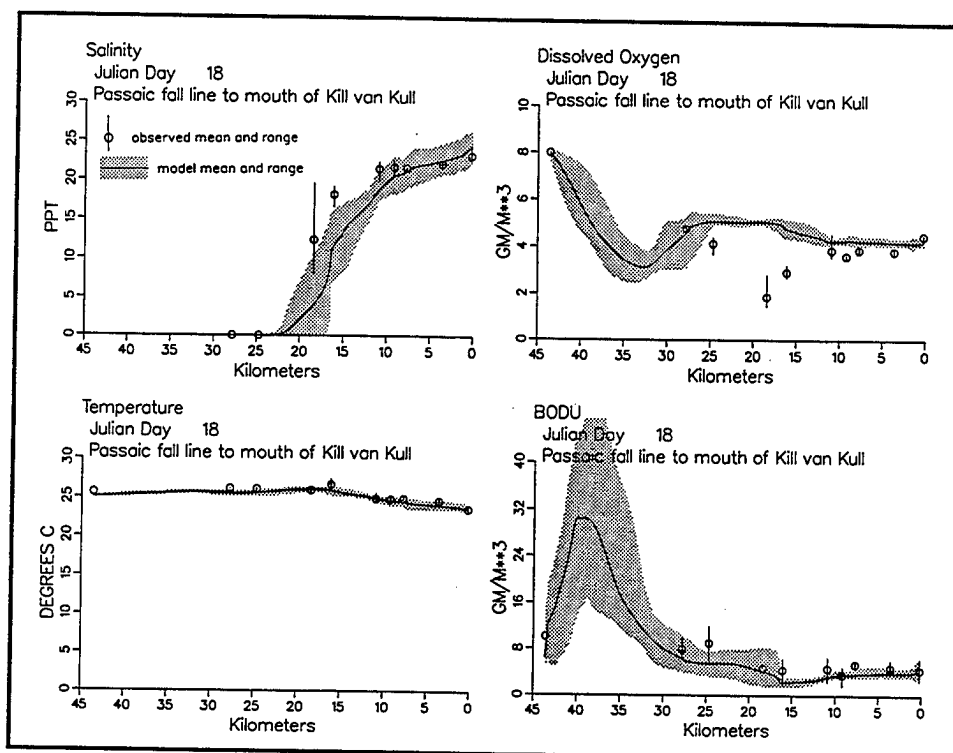 Salinity
Julian Day 18
Passaic fall line to mouth of Kill van Kull
observed mean and range
model mean and range
PPT
30
25
20
15
10
5
0
45 40 35 30 25 20 15 10 5 0
Kilometers
Dissolved Oxygen
Julian Day 18
Passaic fall line to mouth of Kill van Kull
GM/M**3
10
8
6
4
2
0
45 40 35 30 25 20 15 10 5 0
Kilometers
Temperature
Julian Day 18
Passaic fall line to mouth of Kill van Kull
DEGREES C
30
25
20
15
10
5
0
45 40 35 30 25 20 15 10 5 0
Kilometers
BODU
Julian Day 18
Passaic fall line to mouth of Kill van Kull
GM/M**3
40
32
24
16
8
0
45 40 35 30 25 20 15 10 5 0
Kilometers